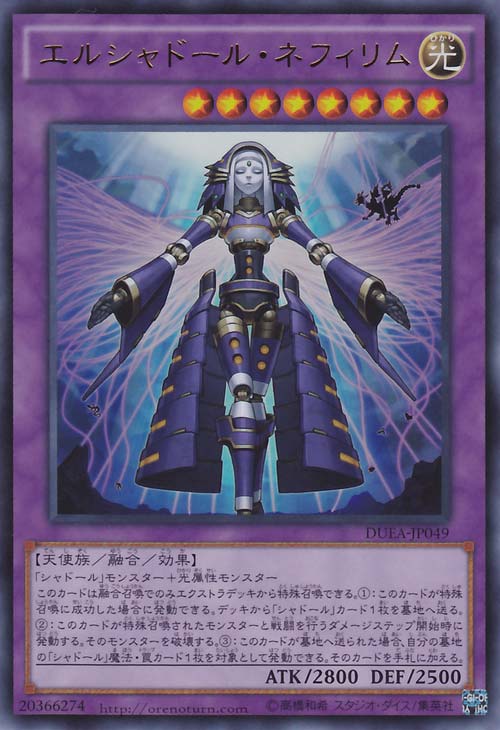 エルシャドール・ネフィリム
ひかり
光
DUEA-JP049
【天使族/融合/効果】
「シャドール」モンスター+光属性モンスター
このカードは融合召喚でのみエクストラデッキから特殊召喚できる。①:このカードが特殊
召喚に成功した場合に発動できる。デッキから「シャドール」カード1枚を墓地へ送る。
②:このカードが特殊召喚されたモンスターと戦闘を行うダメージステップ開始時に
発動する。そのモンスターを破壊する。③:このカードが墓地へ送られた場合、自分の墓地
の「シャドール」魔法・罠カード1枚を対象として発動できる。そのカードを手札に加える。
ATK/2800 DEF/2500
20366274 http://orenoturn.com/ ©高橋和希 スタジオ・ダイス/集英社